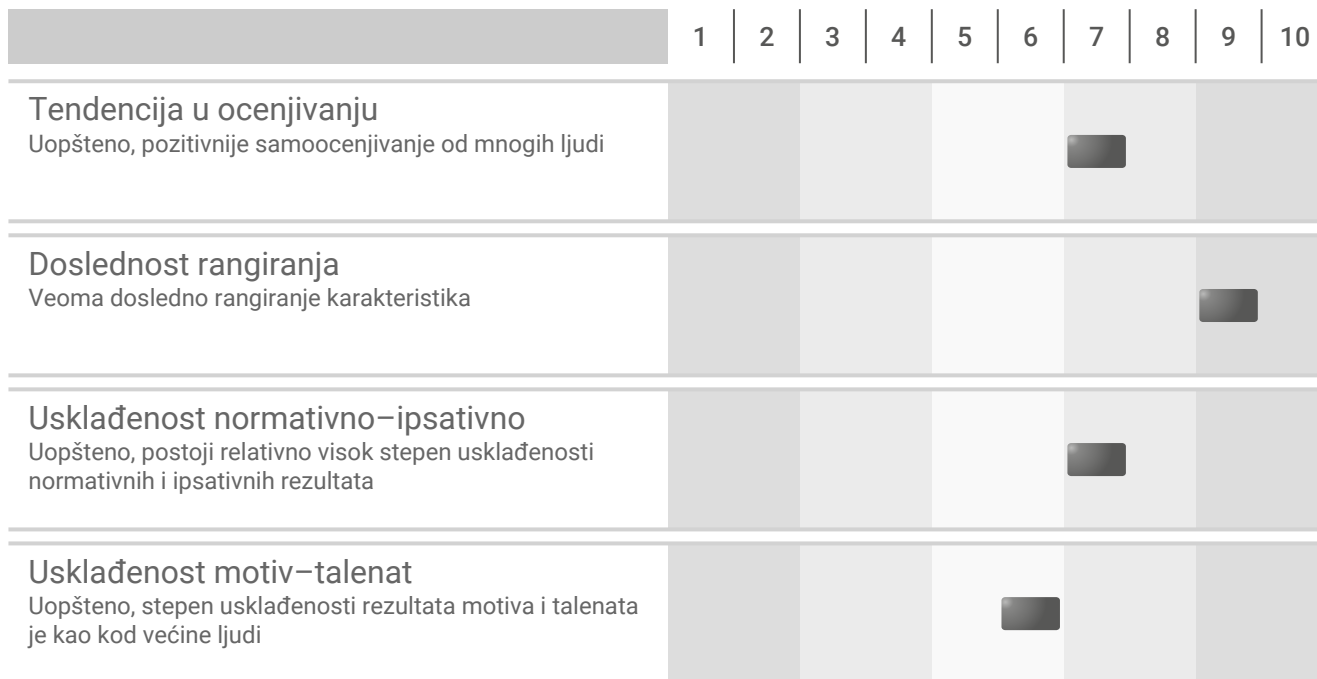 1 2 3 4 5 6 7 8 9 10
Tendencija u ocenjivanju
Uopšteno, pozitivnije samoocenjivanje od mnogih ljudi
Doslednost rangiranja
Veoma dosledno rangiranje karakteristika
Usklađenost normativno–ipsativno
Uopšteno, postoji relativno visok stepen usklađenosti
normativnih i ipsativnih rezultata
Usklađenost motiv–talenat
Uopšteno, stepen usklađenosti rezultata motiva i talenata
je kao kod većine ljudi